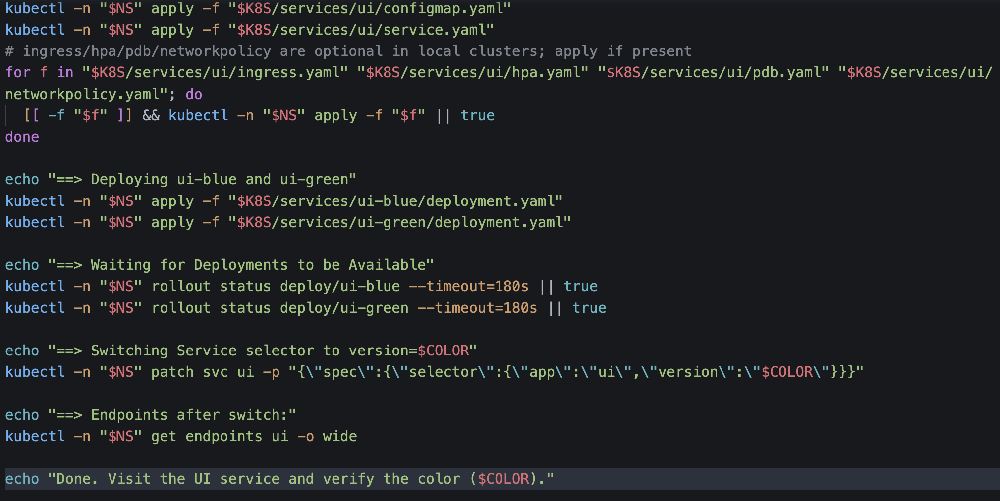 kubectl -n "$NS" apply -f "$K8S/services/ui/configmap.yaml"
kubectl -n "$NS" apply -f "$K8S/services/ui/service.yaml"
# ingress/hpa/pdb/networkpolicy are optional in local clusters; apply if present
for f in "$K8S/services/ui/ingress.yaml" "$K8S/services/ui/hpa.yaml" "$K8S/services/ui/pdb.yaml" "$K8S/services/ui/
networkpolicy.yaml"; do
  [[ -f "$f" ]] && kubectl -n "$NS" apply -f "$f" || true
done

echo "==> Deploying ui-blue and ui-green"
kubectl -n "$NS" apply -f "$K8S/services/ui-blue/deployment.yaml"
kubectl -n "$NS" apply -f "$K8S/services/ui-green/deployment.yaml"

echo "==> Waiting for Deployments to be Available"
kubectl -n "$NS" rollout status deploy/ui-blue --timeout=180s || true
kubectl -n "$NS" rollout status deploy/ui-green --timeout=180s || true

echo "==> Switching Service selector to version=$COLOR"
kubectl -n "$NS" patch svc ui -p "{\"spec\":{\"selector\":{\"app\":\"ui\",\"version\":\"$COLOR\"}}}"

echo "==> Endpoints after switch:"
kubectl -n "$NS" get endpoints ui -o wide

echo "Done. Visit the UI service and verify the color ($COLOR)."